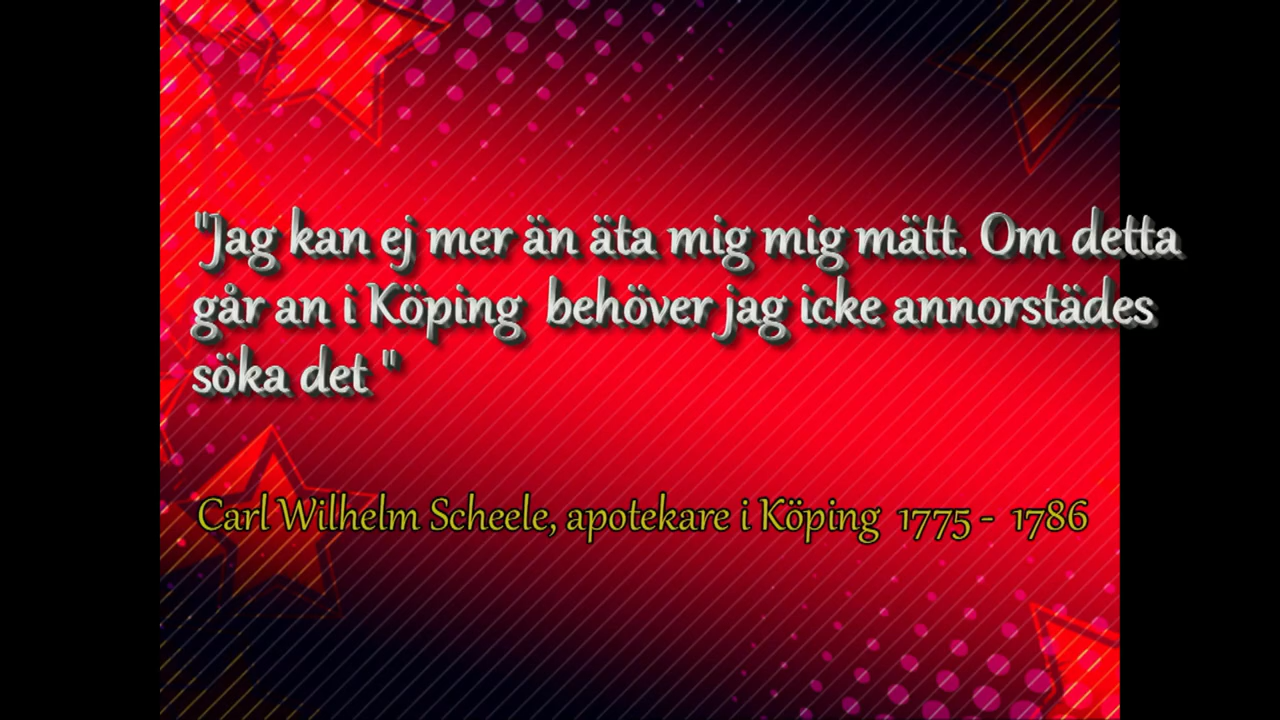 "Jag kan ej mer än äta mig mig mätt. Om detta
går an i Köping behöver jag icke annorstädes
söka det "
Carl Wilhelm Scheele, apotekare i Köping 1775 - 1786